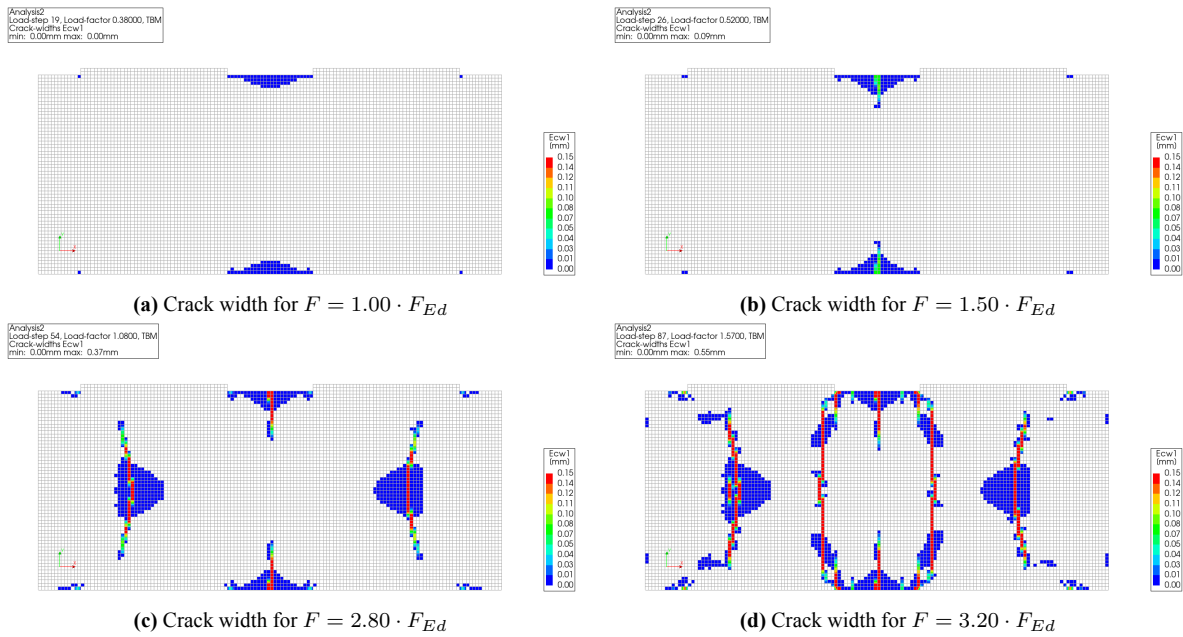 Analysis2
Load-step 19, Load-factor 0.38000, TBM
Crack-widths Ecw1
min: 0.00mm max: 0.00mm
Ecw1
(mm)
0.15
0.14
0.11
0.10
0.08
0.07
0.05
0.04
0.03
0.01
0.00
(a) Crack width for F = 1.00 · F_Ed
Analysis2
Load-step 26, Load-factor 0.52000, TBM
Crack-widths Ecw1
min: 0.00mm max: 0.09mm
Ecw1
(mm)
0.15
0.14
0.11
0.10
0.08
0.07
0.05
0.04
0.03
0.01
0.00
(b) Crack width for F = 1.50 · F_Ed
Analysis2
Load-step 54, Load-factor 1.0800, TBM
Crack-widths Ecw1
min: 0.00mm max: 0.37mm
Ecw1
(mm)
0.15
0.14
0.12
0.11
0.10
0.08
0.07
0.05
0.04
0.03
0.01
0.00
(c) Crack width for F = 2.80 · F_Ed
Analysis2
Load-step 87, Load-factor 1.5700, TBM
Crack-widths Ecw1
min: 0.00mm max: 0.55mm
Ecw1
(mm)
0.15
0.14
0.12
0.11
0.10
0.08
0.07
0.05
0.04
0.03
0.01
0.00
(d) Crack width for F = 3.20 · F_Ed